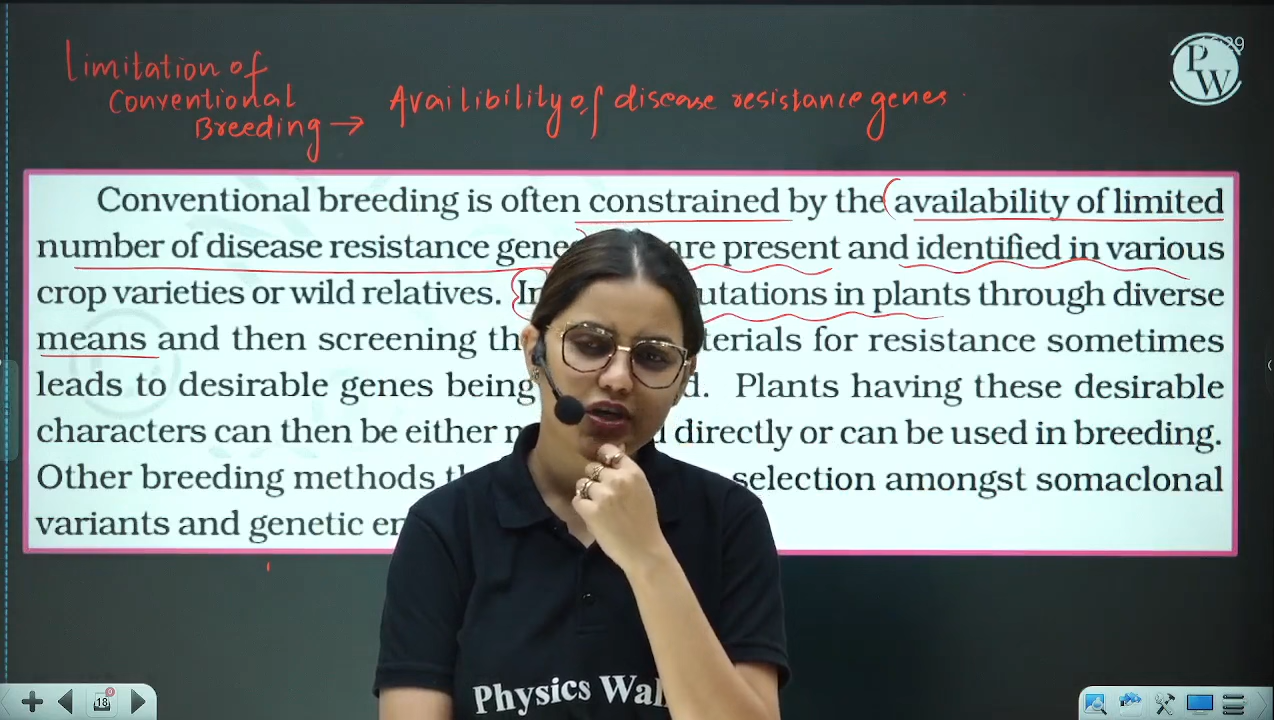 Limitation of
Conventional
Breeding → Availibility of disease resistance genes
PW
Conventional breeding is often constrained by the availability of limited
number of disease resistance gene are present and identified in various
crop varieties or wild relatives. In utations in plants through diverse
means and then screening th terials for resistance sometimes
leads to desirable genes being d. Plants having these desirable
characters can then be either m d directly or can be used in breeding.
Other breeding methods th selection amongst somaclonal
variants and genetic en
Physics Wal
18